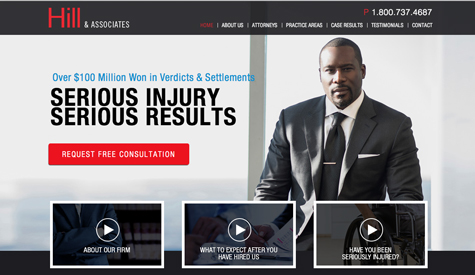 Hill & ASSOCIATES
P 1.800.737.4687
HOME | ABOUT US | ATTORNEYS | PRACTICE AREAS | CASE RESULTS | TESTIMONIALS | CONTACT
Over $100 Million Won in Verdicts & Settlements
SERIOUS INJURY
SERIOUS RESULTS
REQUEST FREE CONSULTATION
ABOUT OUR FIRM
WHAT TO EXPECT AFTER YOU
HAVE HIRED US
HAVE YOU BEEN
SERIOUSLY INJURED?